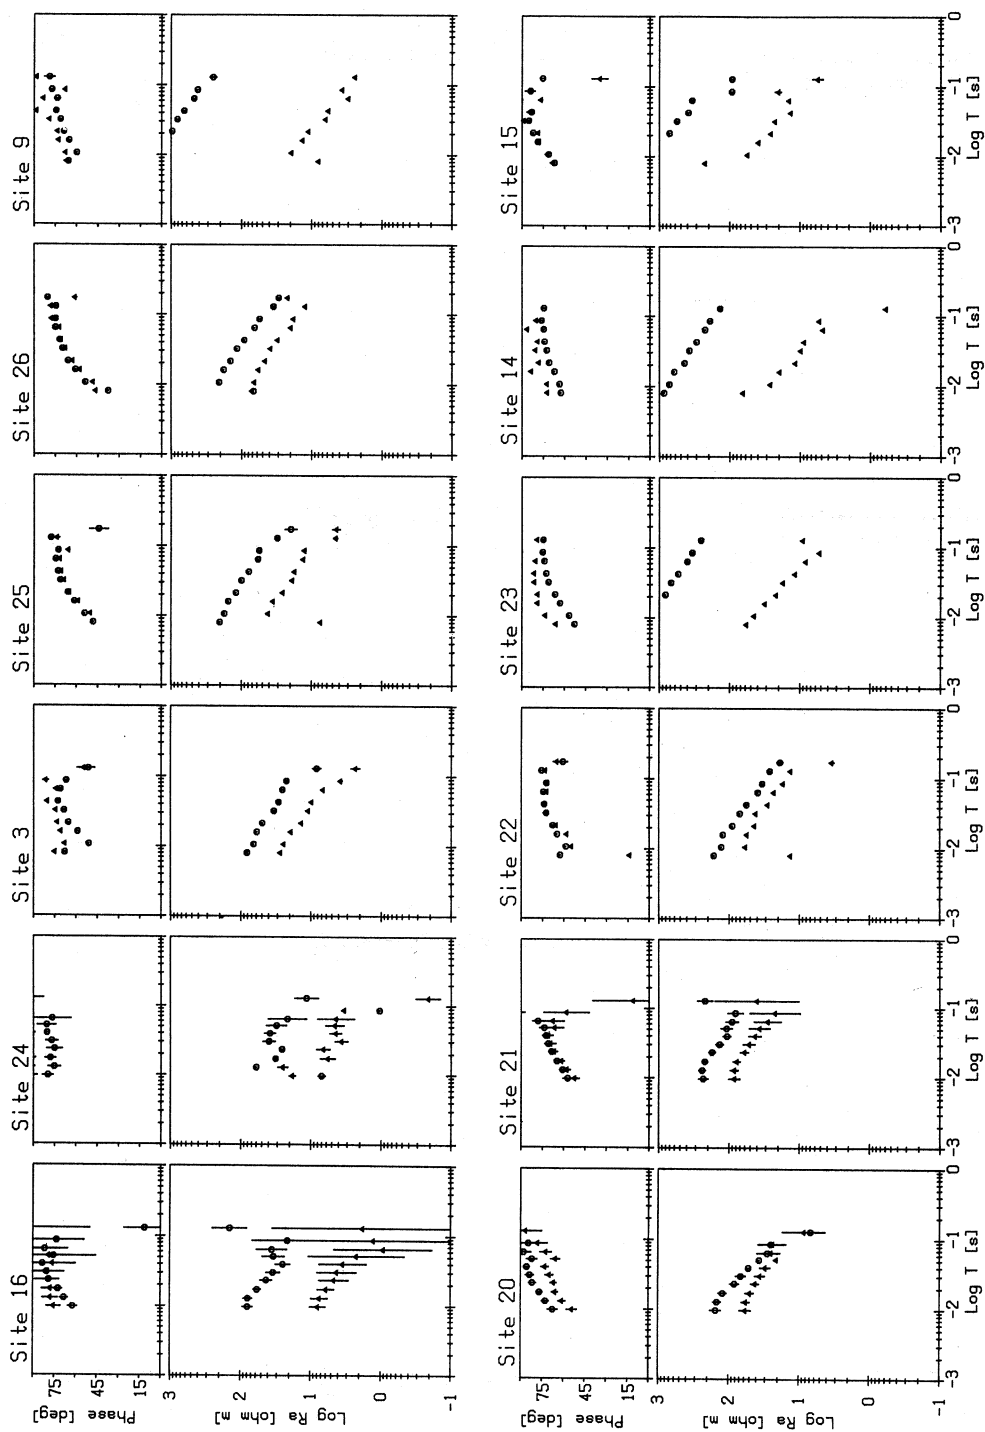 Site 16
Site 24
Site 3
Site 25
Site 26
Site 9
Phase [deg]
75
45
15
Log Ra [ohm m]
3
2
1
0
-1
Site 20
Site 21
Site 22
Site 23
Site 14
Site 15
Phase [deg]
75
45
15
Log Ra [ohm m]
3
2
1
0
-1
-3 -2 -1 0
Log T [s]
-3 -2 -1 0
Log T [s]
-3 -2 -1 0
Log T [s]
-3 -2 -1 0
Log T [s]
-3 -2 -1 0
Log T [s]
-3 -2 -1 0
Log T [s]